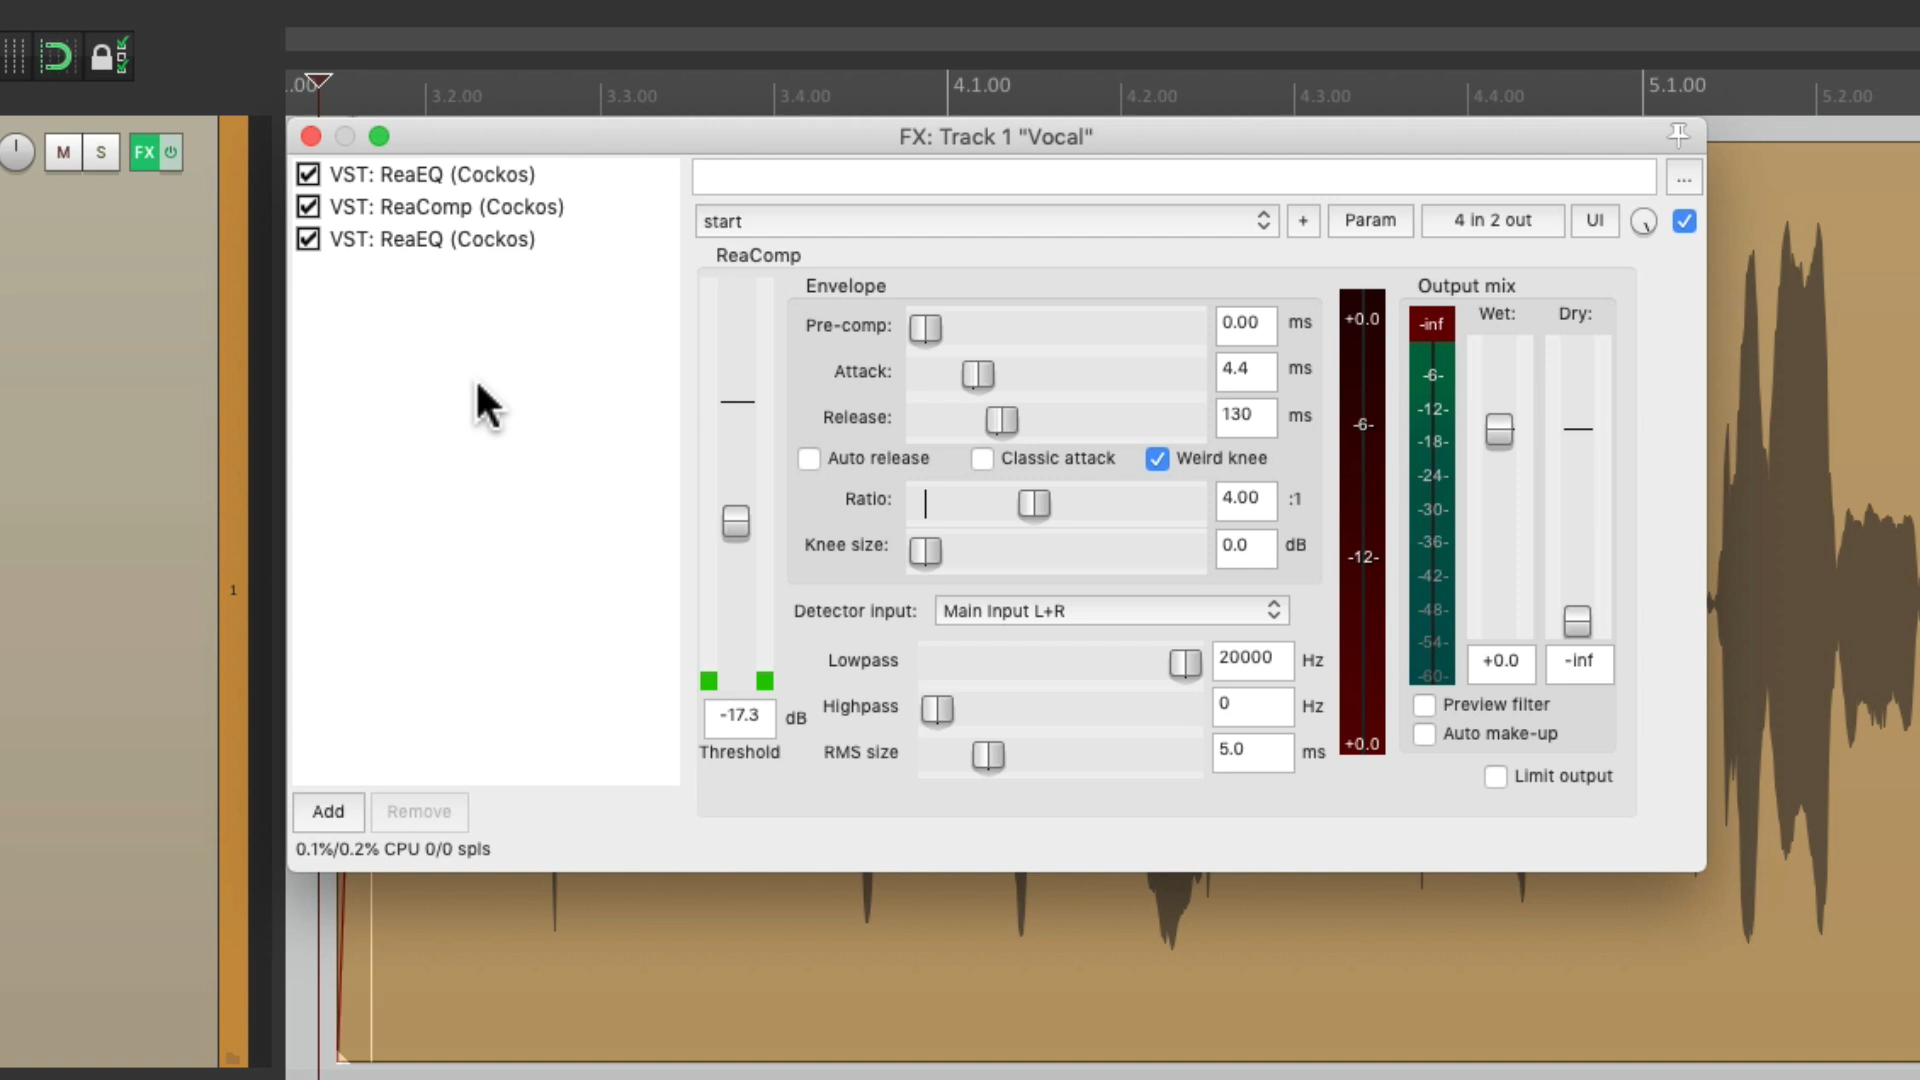 .00
3.2.00
3.3.00
3.4.00
4.1.00
4.2.00
4.3.00
4.4.00
5.1.00
5.2.00
M
S
FX
1
FX: Track 1 "Vocal"
VST: ReaEQ (Cockos)
VST: ReaComp (Cockos)
VST: ReaEQ (Cockos)
...
start
+
Param
4 in 2 out
UI
ReaComp
Envelope
Pre-comp: 0.00 ms
Attack: 4.4 ms
Release: 130 ms
Auto release Classic attack Weird knee
Ratio: 4.00 :1
Knee size: 0.0 dB
Detector input: Main Input L+R
Lowpass 20000 Hz
Highpass 0 Hz
RMS size 5.0 ms
-17.3 dB
Threshold
+0.0
-6-
-12-
+0.0
Output mix
Wet: Dry:
-inf
-6-
-12-
-18-
-24-
-30-
-36-
-42-
-48-
-54-
-60-
+0.0 -inf
Preview filter
Auto make-up
Limit output
Add
Remove
0.1%/0.2% CPU 0/0 spls